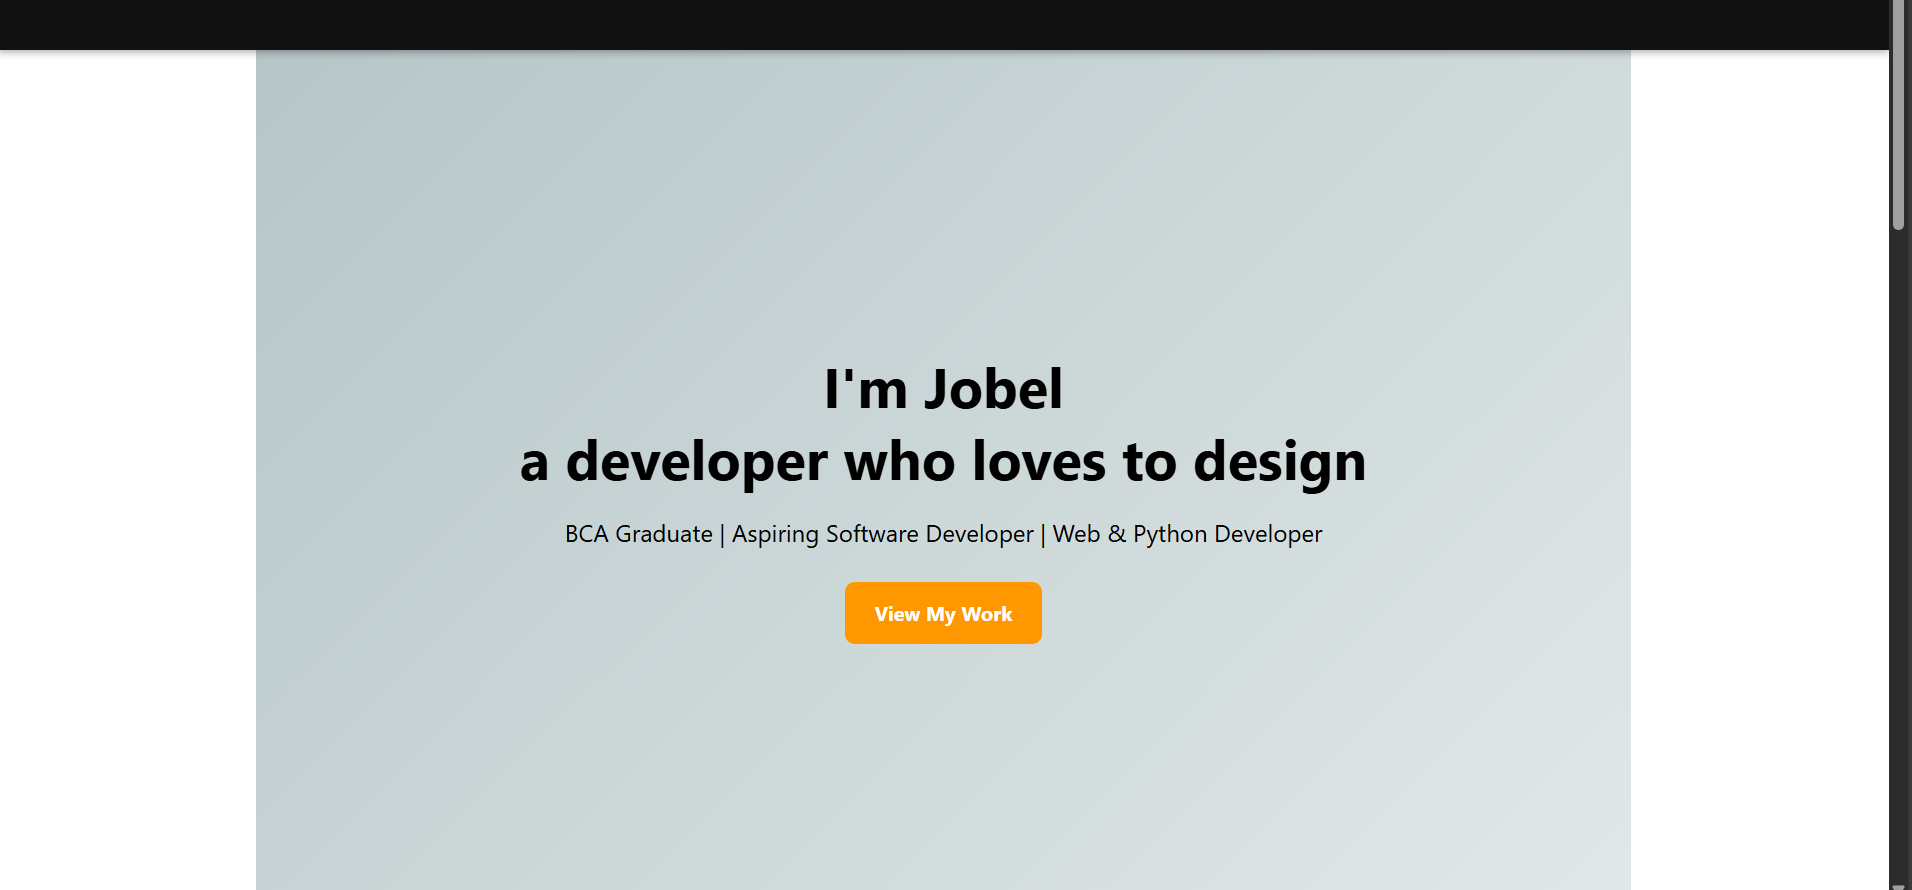 I'm Jobel
a developer who loves to design
BCA Graduate | Aspiring Software Developer | Web & Python Developer
View My Work